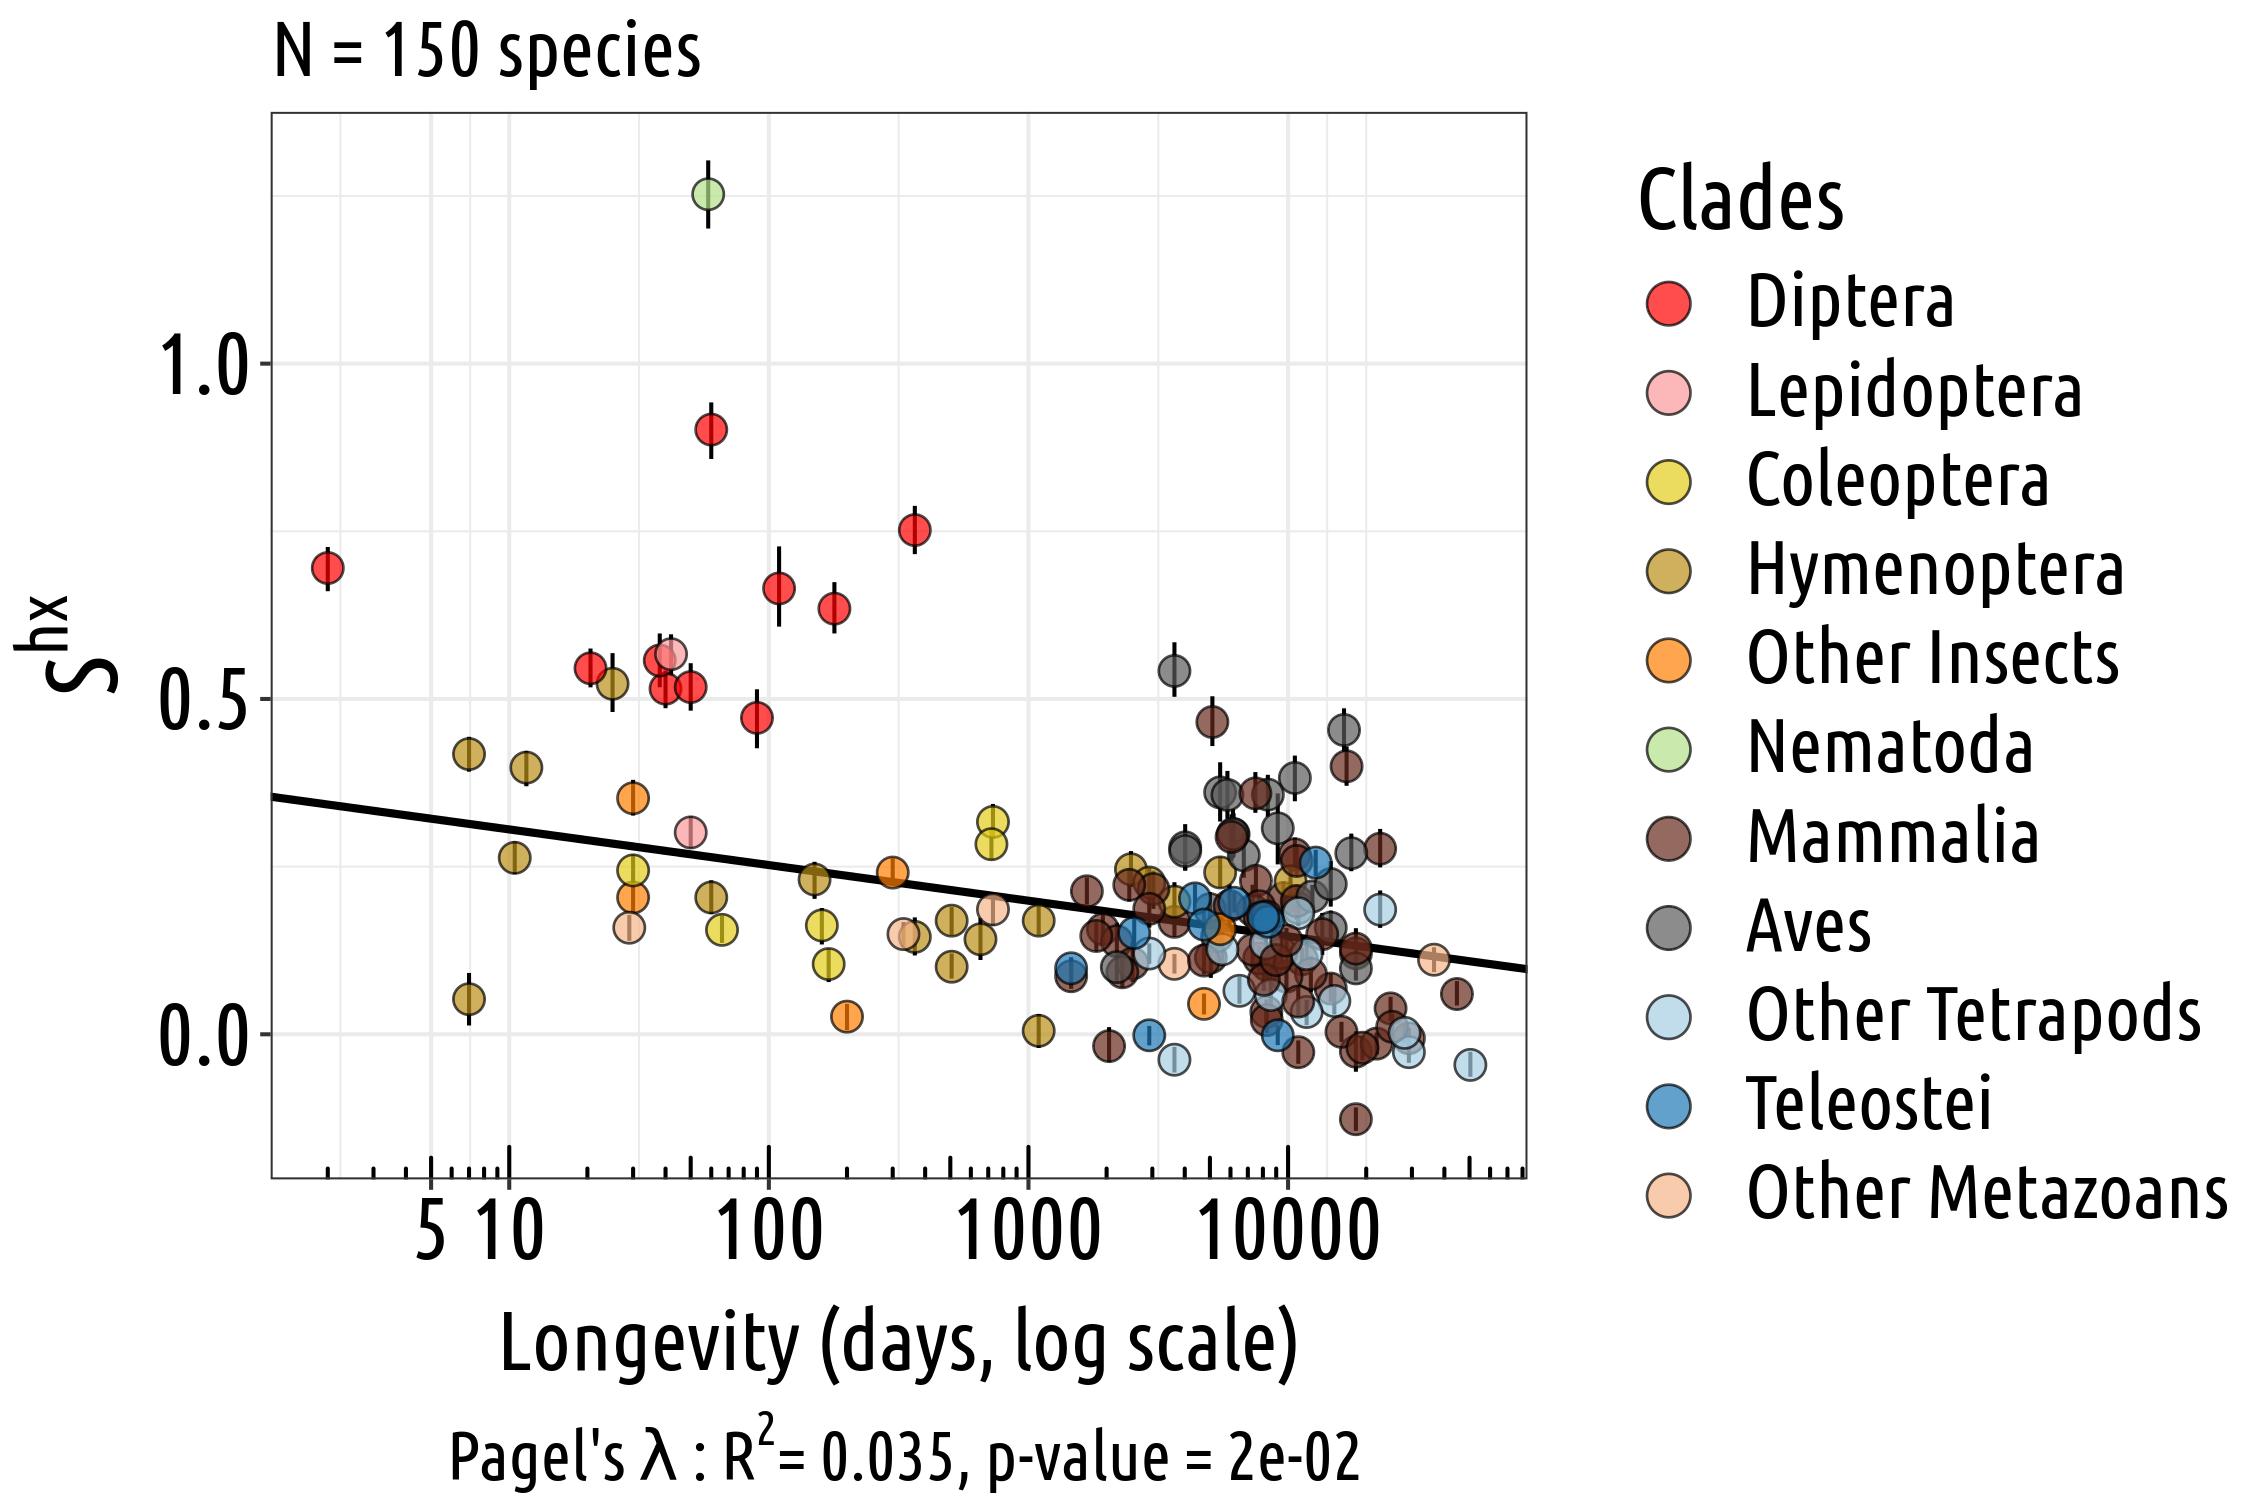 N = 150 species
S^hx
1.0
0.5
0.0
5 10 100 1000 10000
Longevity (days, log scale)
Pagel's λ : R²= 0.035, p-value = 2e-02
Clades
Diptera
Lepidoptera
Coleoptera
Hymenoptera
Other Insects
Nematoda
Mammalia
Aves
Other Tetrapods
Teleostei
Other Metazoans